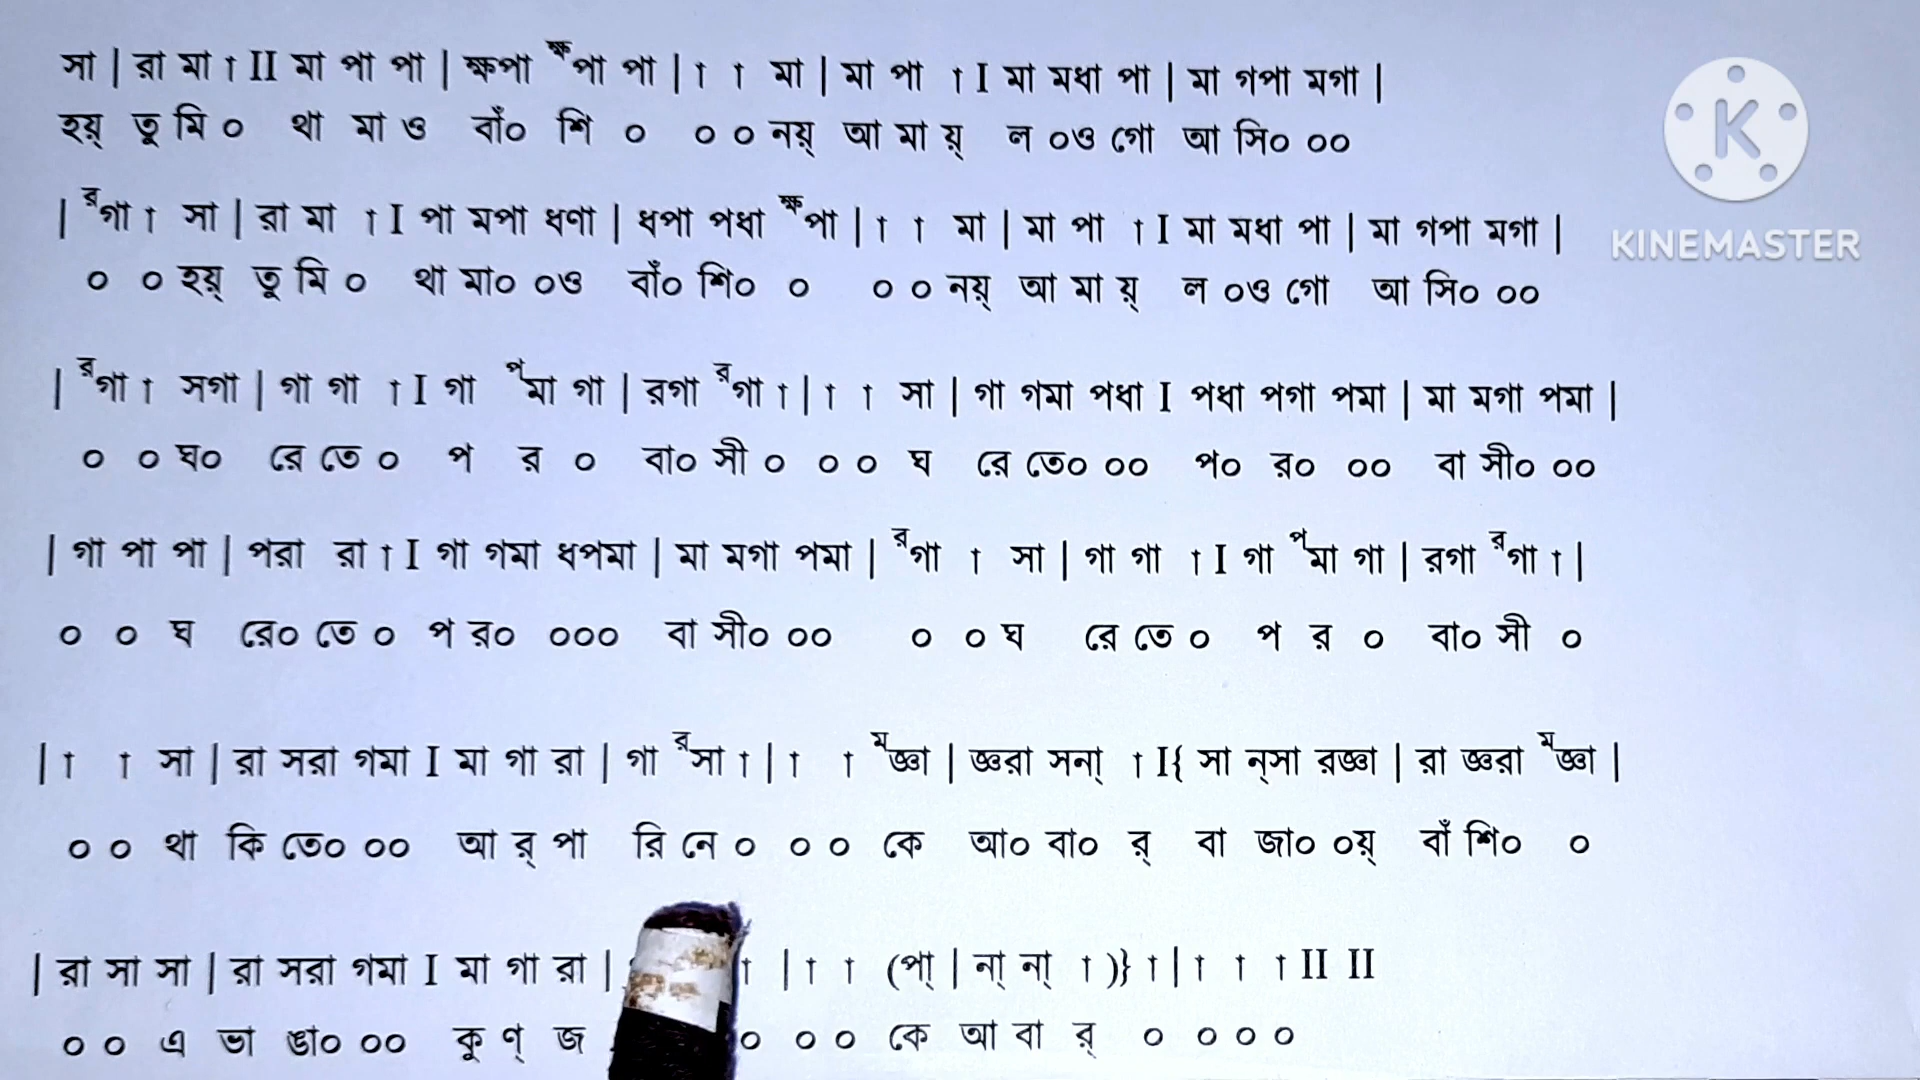 সা | রা মা † II মা পা পা | ক্ষপা ক্ষপা পা | † † মা | মা পা † I মা মধা পা | মা গপা মগা |
হয়্ তু মি ০ থা মা ও বাঁ০ শি ০ ০ ০ নয়্ আ মা য়্ ল ০ও গো আ সি০ ০০
| রগা † সা | রা মা † I পা মপা ধণা | ধপা পধা ক্ষপা | † † মা | মা পা † I মা মধা পা | মা গপা মগা |
০ ০ হয়্ তু মি ০ থা মা০ ০ও বাঁ০ শি০ ০ ০ ০ নয়্ আ মা য়্ ল ০ও গো আ সি০ ০০
| রগা † সগা | গা গা † I গা পমা গা | রগা রগা † | † † সা | গা গমা পধা I পধা পগা পমা | মা মগা পমা |
০ ০ ঘ০ রে তে ০ প র ০ বা০ সী ০ ০ ০ ঘ রে তে০ ০০ প০ র০ ০০ বা সী০ ০০
| গা পা পা | পরা রা † I গা গমা ধপমা | মা মগা পমা | রগা † সা | গা গা † I গা পমা গা | রগা রগা † |
০ ০ ঘ রে০ তে ০ প র০ ০০০ বা সী০ ০০ ০ ০ ঘ রে তে ০ প র ০ বা০ সী ০
| † † সা | রা সরা গমা I মা গা রা | গা রসা † | † † মজ্ঞা | জ্ঞরা সনা্ † I{ সা ন্সা রজ্ঞা | রা জ্ঞরা মজ্ঞা |
০ ০ থা কি তে০ ০০ আ র্ পা রি নে ০ ০ ০ কে আ০ বা০ র্ বা জা০ ০য়্ বাঁ শি০ ০
| রা সা সা | রা সরা গমা I মা গা রা | † | † † (পা্ | না্ না্ † )} † | † † † II II
০ ০ এ ভা ঙা০ ০০ কু ণ্ জ ০ ০ ০ কে আ বা র্ ০ ০ ০ ০
K
KINEMASTER